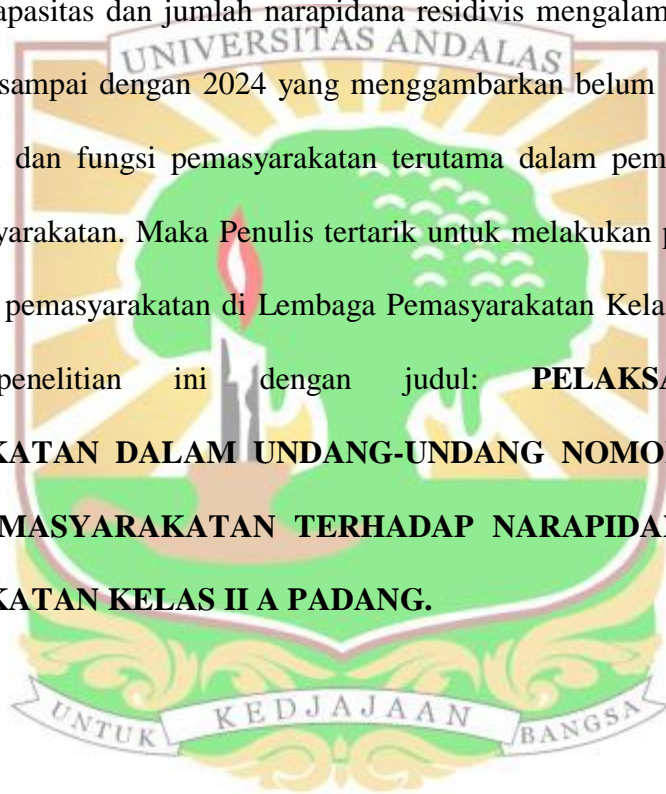 apasitas dan jumlah narapidana residivis mengalam
UNIVERSITAS ANDALAS
sampai dengan 2024 yang menggambarkan belum
dan fungsi pemasyarakatan terutama dalam pem
yarakatan. Maka Penulis tertarik untuk melakukan p
pemasyarakatan di Lembaga Pemasyarakatan Kela
penelitian ini dengan judul: PELAKSA
KATAN DALAM UNDANG-UNDANG NOMO
MASYARAKATAN TERHADAP NARAPIDA
KATAN KELAS II A PADANG.
UNTUK KEDJAJAAN BANGSA